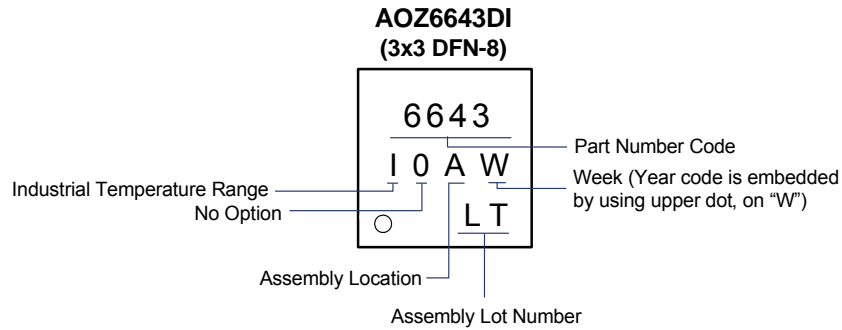 AOZ6643DI
(3x3 DFN-8)
6643
Part Number Code
I 0 A W
Industrial Temperature Range
Week (Year code is embedded
by using upper dot, on “W”)
No Option
L T
Assembly Location
Assembly Lot Number